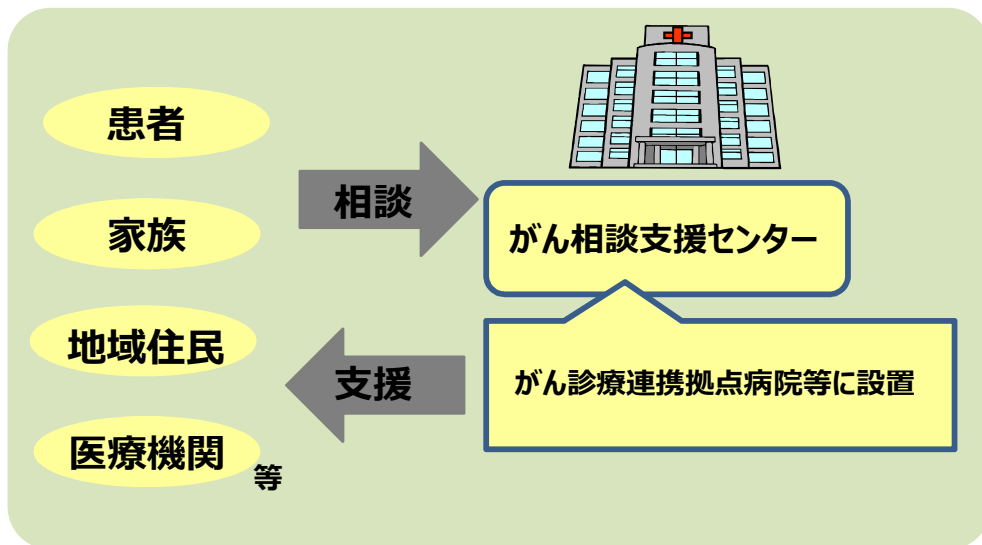 患者
家族
地域住民
医療機関
等
相談
支援
がん相談支援センター
がん診療連携拠点病院等に設置